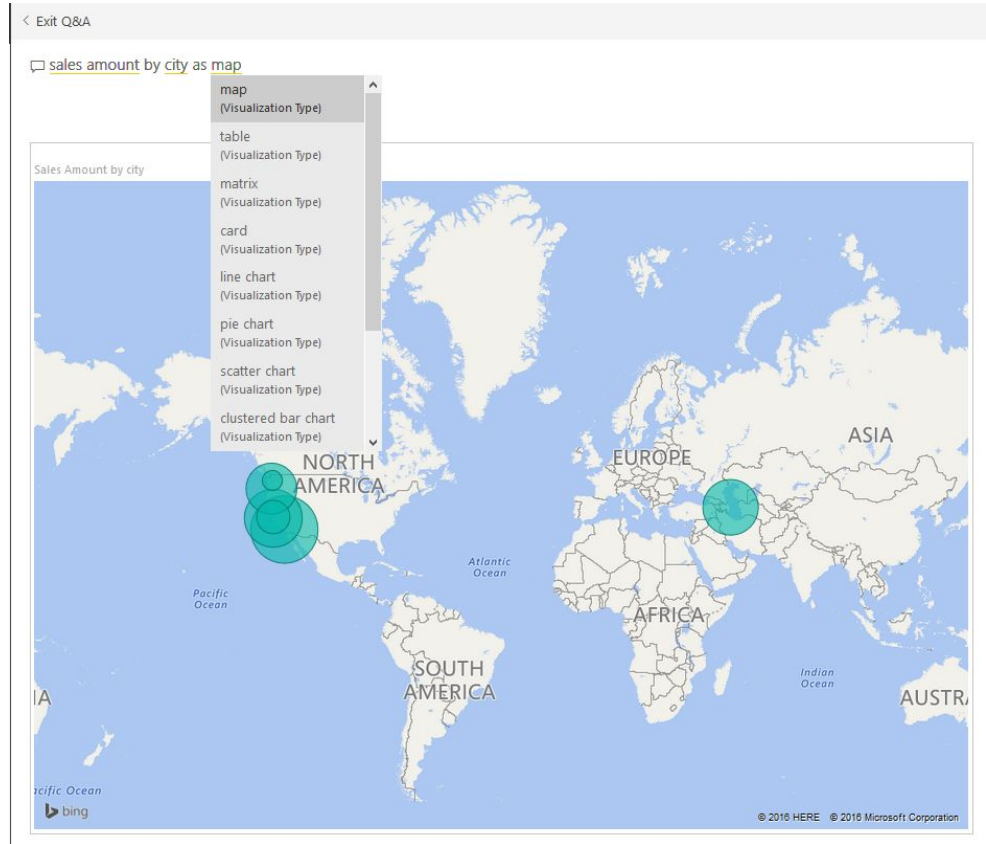 < Exit Q&A
sales amount by city as map
map
(Visualization Type)
table
(Visualization Type)
matrix
(Visualization Type)
card
(Visualization Type)
line chart
(Visualization Type)
pie chart
(Visualization Type)
scatter chart
(Visualization Type)
clustered bar chart
(Visualization Type)
Sales Amount by city
NORTH
AMERICA
EUROPE
ASIA
Atlantic
Ocean
Pacific
Ocean
AFRICA
SOUTH
AMERICA
Indian
Ocean
IA
AUSTR
acific Ocean
bing
© 2016 HERE © 2016 Microsoft Corporation